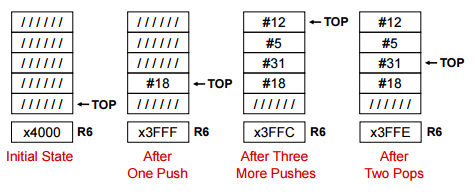 //////
//////
//////
//////
//////
TOP
x4000 R6
Initial State
//////
//////
//////
#18
TOP
//////
x3FFF R6
After
One Push
#12
TOP
#5
#31
#18
//////
x3FFC R6
After Three
More Pushes
#12
#5
#31
TOP
#18
//////
x3FFE R6
After
Two Pops